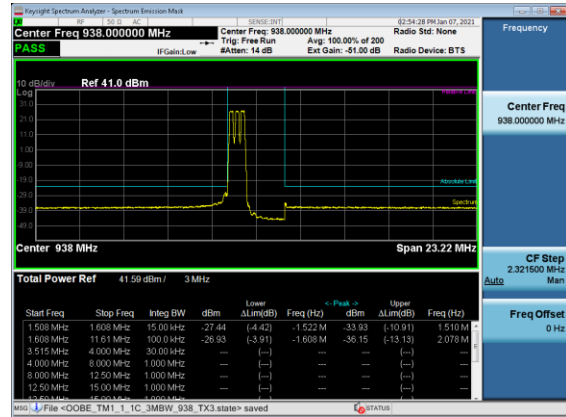 Keysight Spectrum Analyzer - Spectrum Emission Mask
RF 50 Ω AC SENSE:INT 02:54:28 PM Jan 07, 2021
Center Freq 938.000000 MHz Center Freq: 938.000000 MHz Radio Std: None
Trig: Free Run Avg: 100.00% of 200
PASS IFGain:Low #Atten: 14 dB Ext Gain: -51.00 dB Radio Device: BTS
10 dB/div Ref 41.0 dBm
Log
31.0
21.0
11.0
1.00
-9.00
-19.0
-29.0
-39.0
-49.0
Absolute Limit
Spectrum
Center 938 MHz Span 23.22 MHz
Total Power Ref 41.59 dBm / 3 MHz
Lower <- Peak -> Upper
Start Freq Stop Freq Integ BW dBm ΔLim(dB) Freq (Hz) dBm ΔLim(dB) Freq (Hz)
1.508 MHz 1.608 MHz 15.00 kHz -27.44 (-4.42) -1.522 M -33.93 (-10.91) 1.510 M
1.608 MHz 11.61 MHz 100.0 kHz -26.93 (-3.91) -1.608 M -36.15 (-13.13) 2.078 M
3.515 MHz 4.000 MHz 30.00 kHz --- (---) --- --- (---) ---
4.000 MHz 8.000 MHz 1.000 MHz --- (---) --- --- (---) ---
8.000 MHz 12.50 MHz 1.000 MHz --- (---) --- --- (---) ---
12.50 MHz 15.00 MHz 1.000 MHz --- (---) --- --- (---) ---
MSG File <OOBE_TM1_1_1C_3MBW_938_TX3.state> saved STATUS
Frequency
Center Freq
938.000000 MHz
CF Step
2.321500 MHz
Auto Man
Freq Offset
0 Hz